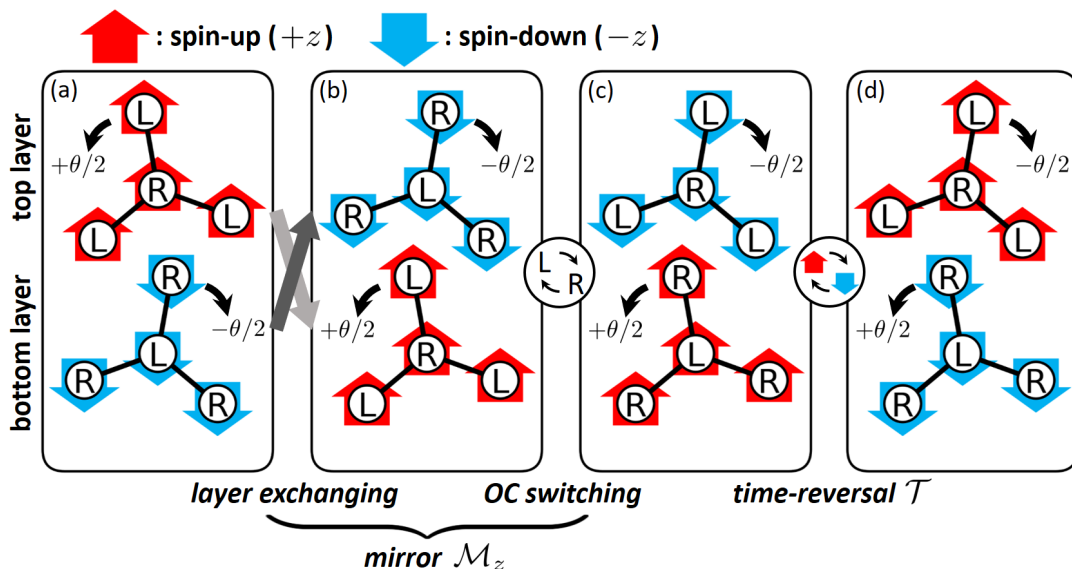 : spin-up (+z) : spin-down (−z)
(a) (b) (c) (d)
top layer
L R L L
+θ/2 −θ/2 −θ/2 −θ/2
R L R R
L L R R L L L L
bottom layer
R L R R
−θ/2 +θ/2 +θ/2 +θ/2
L R L L
R R L L R R R R
L
R
layer exchanging OC switching time-reversal 𝒯
mirror ℳz